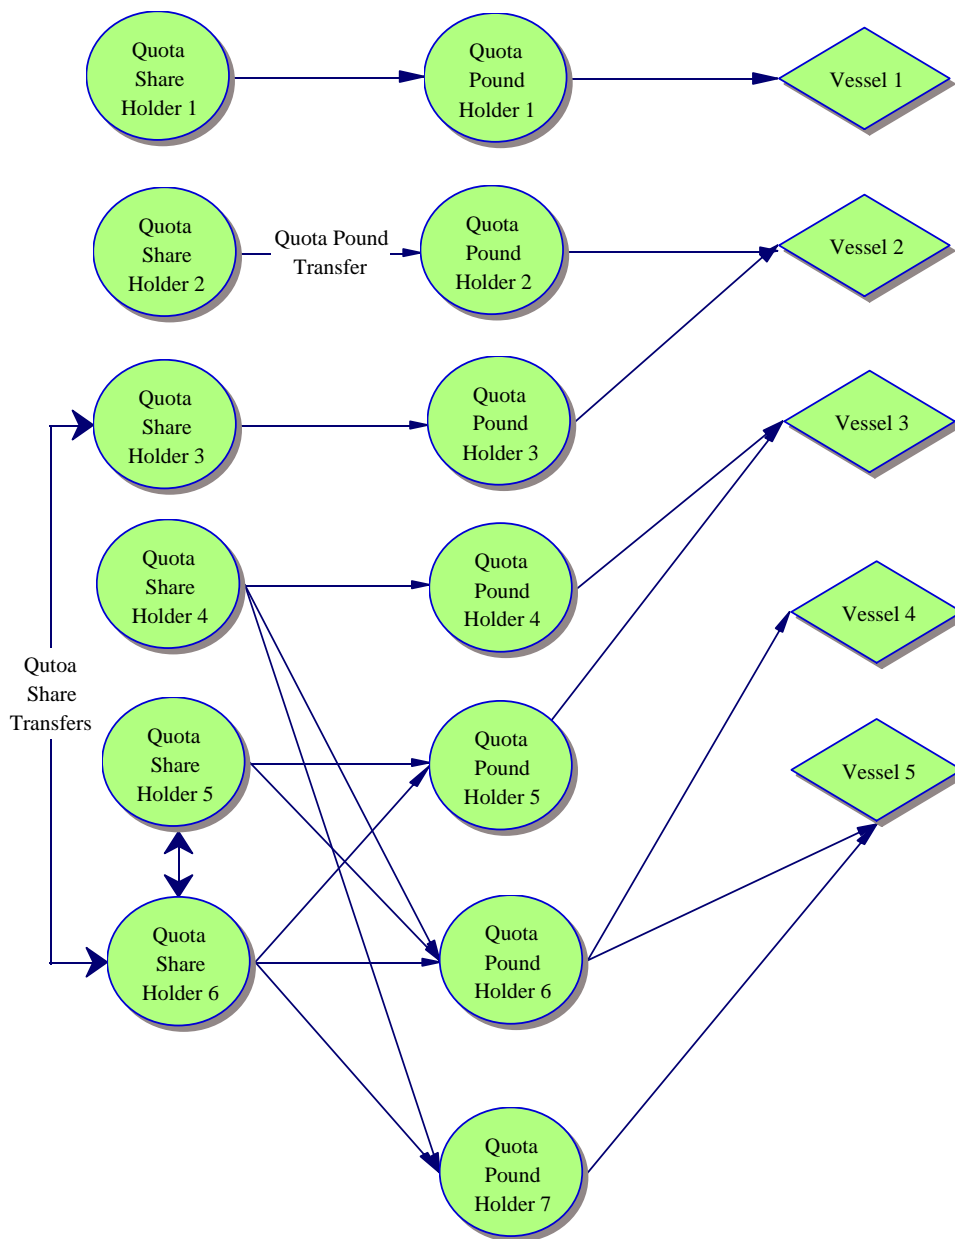 Quota
Share
Holder 1
Quota
Pound
Holder 1
Vessel 1
Quota
Share
Holder 2
Quota Pound
Transfer
Quota
Pound
Holder 2
Vessel 2
Quota
Share
Holder 3
Quota
Pound
Holder 3
Vessel 3
Quota
Share
Holder 4
Quota
Pound
Holder 4
Vessel 4
Qutoa
Share
Transfers
Quota
Share
Holder 5
Quota
Pound
Holder 5
Vessel 5
Quota
Share
Holder 6
Quota
Pound
Holder 6
Quota
Pound
Holder 7